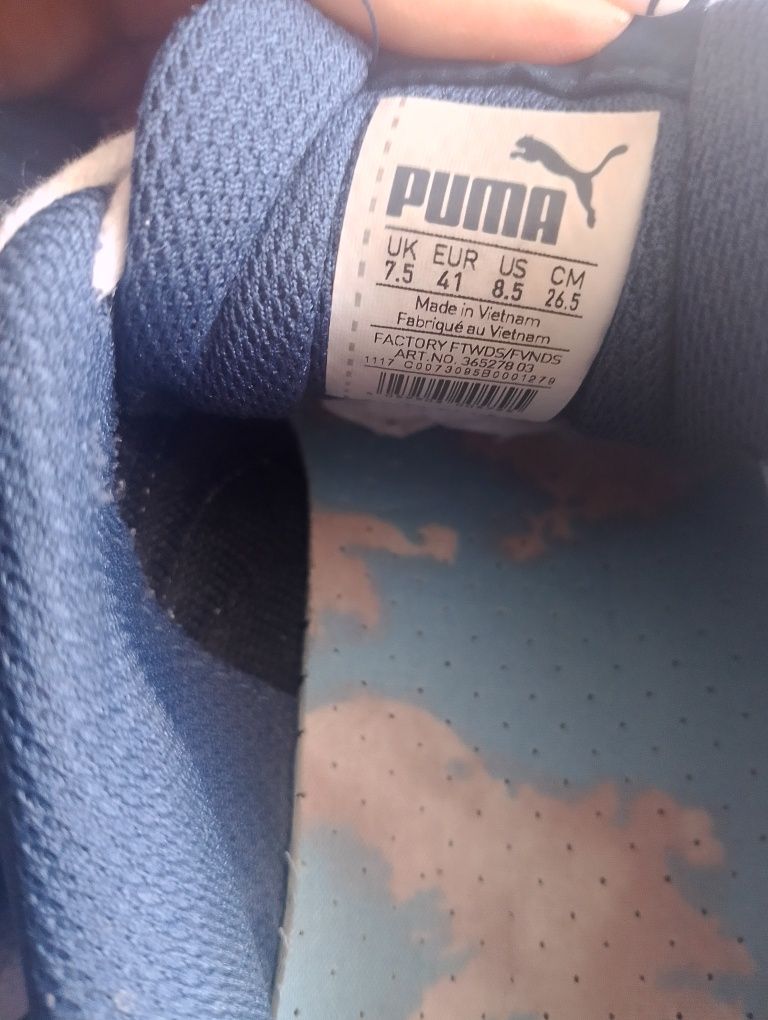 PUMA
UK EUR US CM
7.5 41 8.5 26.5
Made in Vietnam
Fabriqué au Vietnam
FACTORY FTWDS/FVNDS
ART.NO. 365278 03
1117 C0073095B0001279